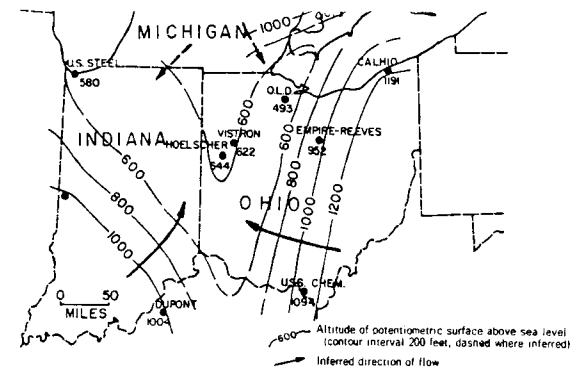 1000
MICHIGAN
U.S. STEEL
580
CALHIO
1191
O.L.D.
493
600
600
INDIANA
HOELSCHER
544
VISTRON
622
EMPIRE-REEVES
952
600
800
800
OHIO
1000
1200
1000
U.S.S. CHEM.
1094
0 50
MILES
DUPONT
1004
600 Altitude of potentiometric surface above sea level
(contour interval 200 feet, dashed where inferred)
Inferred direction of flow